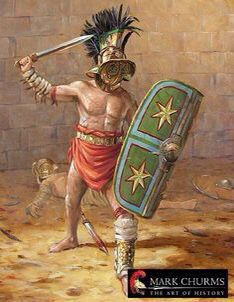 MARK CHURMS
THE ART OF HISTORY